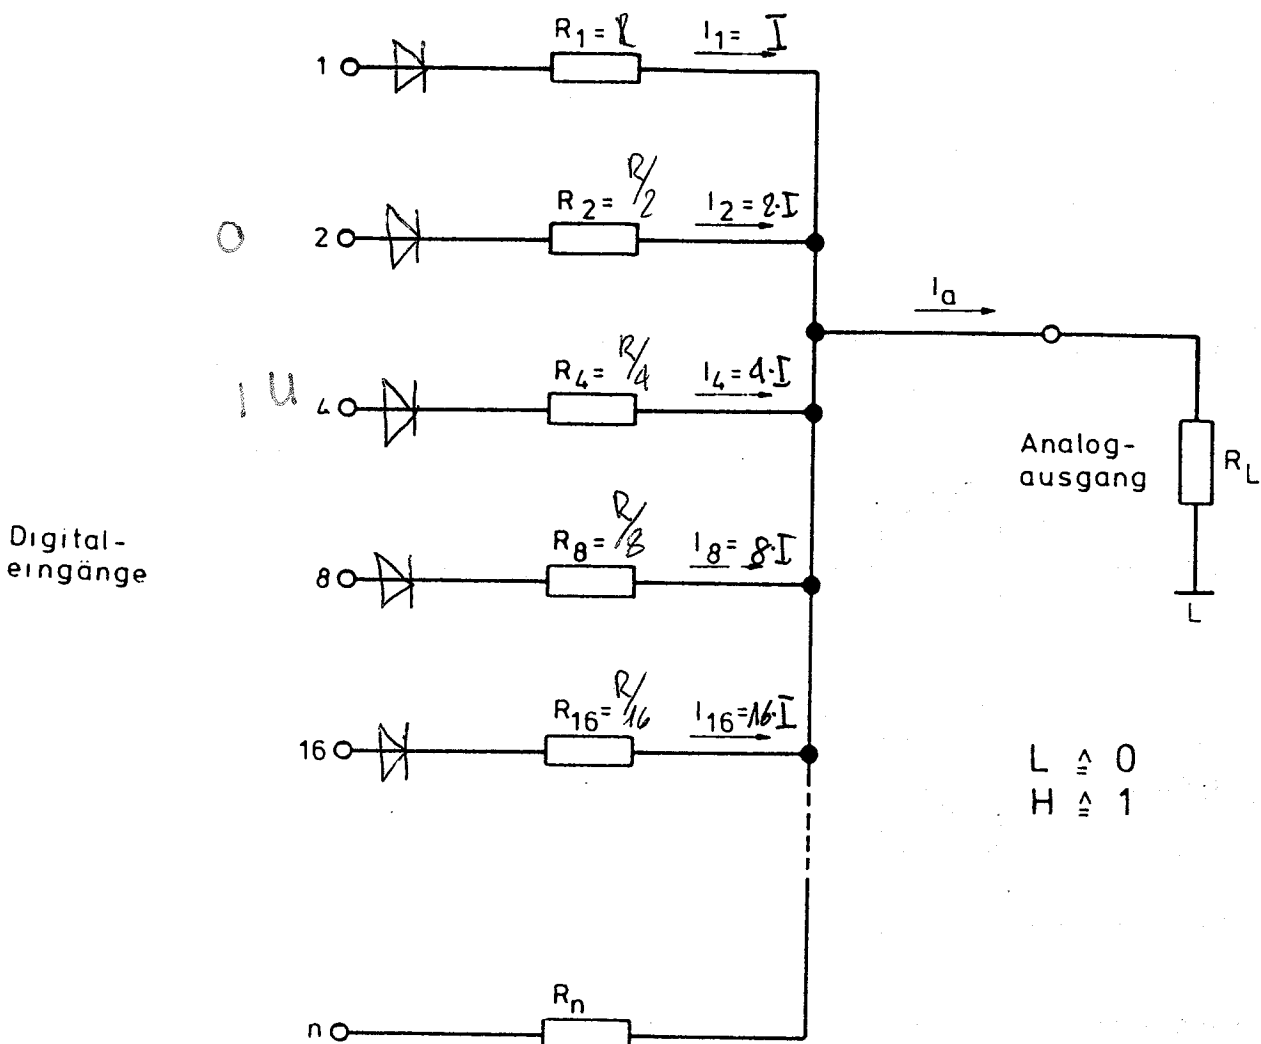 R1 = R
I1 = I
1
R2 = R/2
I2 = 2·I
0
2
Ia
R4 = R/4
I4 = 4·I
1 U
4
Analog-
ausgang
RL
Digital-
eingänge
R8 = R/8
I8 = 8·I
8
L
R16 = R/16
I16 = 16·I
16
L ≙ 0
H ≙ 1
Rn
n